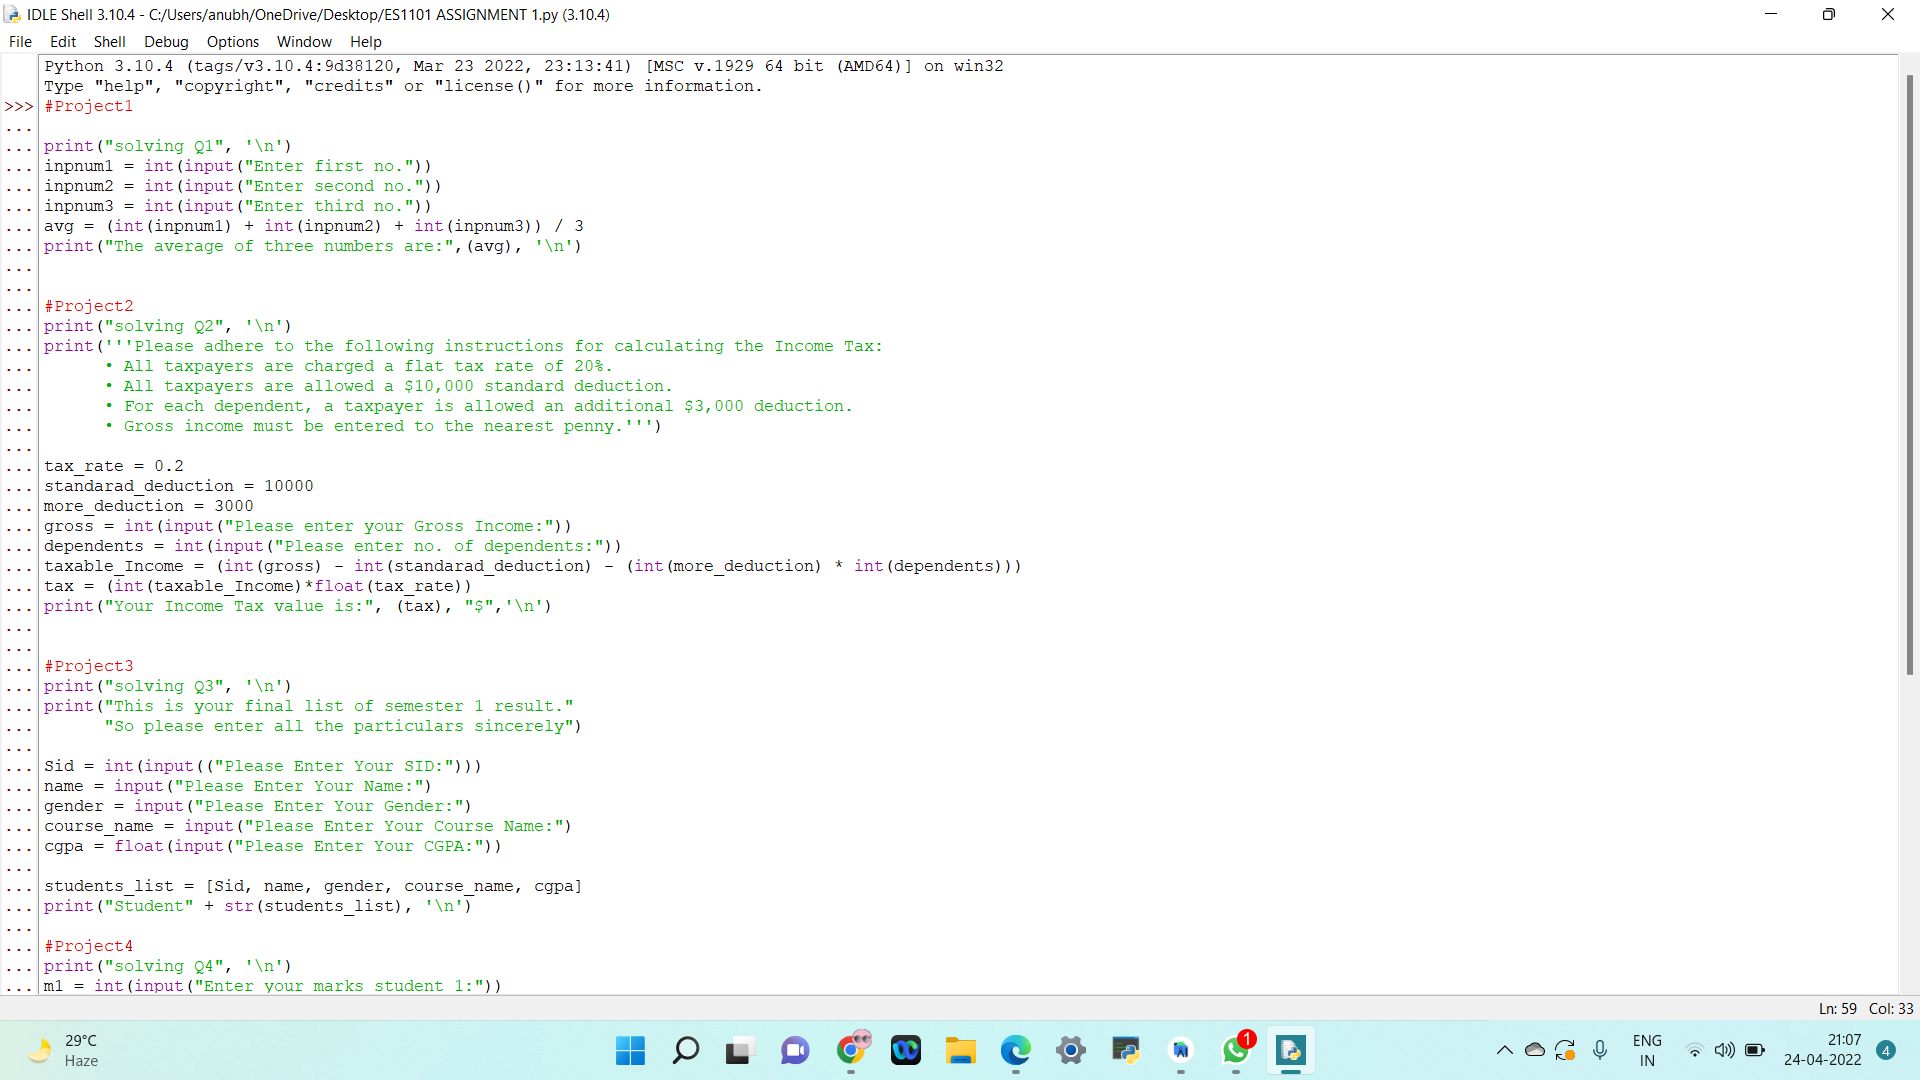 IDLE Shell 3.10.4 - C:/Users/anubh/OneDrive/Desktop/ES1101 ASSIGNMENT 1.py (3.10.4)
File Edit Shell Debug Options Window Help
Python 3.10.4 (tags/v3.10.4:9d38120, Mar 23 2022, 23:13:41) [MSC v.1929 64 bit (AMD64)] on win32
Type "help", "copyright", "credits" or "license()" for more information.
>>> #Project1
...
... print("solving Q1", '\n')
... inpnum1 = int(input("Enter first no."))
... inpnum2 = int(input("Enter second no."))
... inpnum3 = int(input("Enter third no."))
... avg = (int(inpnum1) + int(inpnum2) + int(inpnum3)) / 3
... print("The average of three numbers are:",(avg), '\n')
...
...
... #Project2
... print("solving Q2", '\n')
... print('''Please adhere to the following instructions for calculating the Income Tax:
...       • All taxpayers are charged a flat tax rate of 20%.
...       • All taxpayers are allowed a $10,000 standard deduction.
...       • For each dependent, a taxpayer is allowed an additional $3,000 deduction.
...       • Gross income must be entered to the nearest penny.''')
...
... tax_rate = 0.2
... standarad_deduction = 10000
... more_deduction = 3000
... gross = int(input("Please enter your Gross Income:"))
... dependents = int(input("Please enter no. of dependents:"))
... taxable_Income = (int(gross) - int(standarad_deduction) - (int(more_deduction) * int(dependents)))
... tax = (int(taxable_Income)*float(tax_rate))
... print("Your Income Tax value is:", (tax), "$",'\n')
...
...
... #Project3
... print("solving Q3", '\n')
... print("This is your final list of semester 1 result."
...       "So please enter all the particulars sincerely")
...
... Sid = int(input(("Please Enter Your SID:")))
... name = input("Please Enter Your Name:")
... gender = input("Please Enter Your Gender:")
... course_name = input("Please Enter Your Course Name:")
... cgpa = float(input("Please Enter Your CGPA:"))
...
... students_list = [Sid, name, gender, course_name, cgpa]
... print("Student" + str(students_list), '\n')
...
... #Project4
... print("solving Q4", '\n')
... m1 = int(input("Enter your marks student 1:"))
Ln: 59 Col: 33
29°C
Haze
1
ENG
IN
21:07
24-04-2022
4